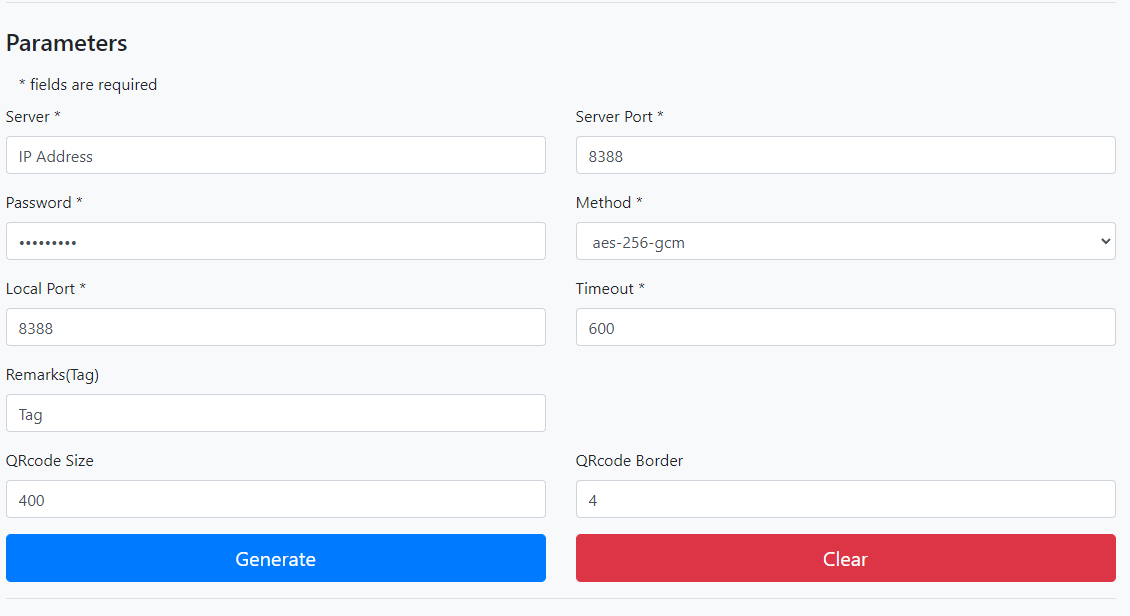 Parameters
* fields are required
Server *
Server Port *
IP Address
8388
Password *
Method *
•••••••••
aes-256-gcm
Local Port *
Timeout *
8388
600
Remarks(Tag)
Tag
QRcode Size
QRcode Border
400
4
Generate
Clear